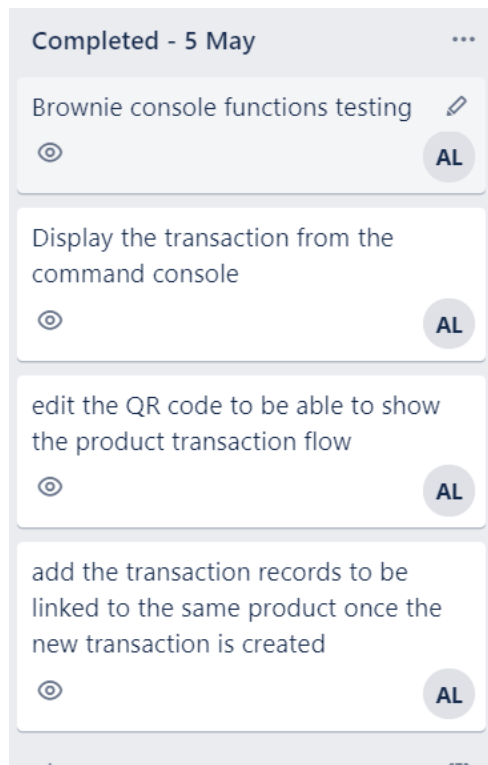 Completed - 5 May
Brownie console functions testing
AL
Display the transaction from the
command console
AL
edit the QR code to be able to show
the product transaction flow
AL
add the transaction records to be
linked to the same product once the
new transaction is created
AL